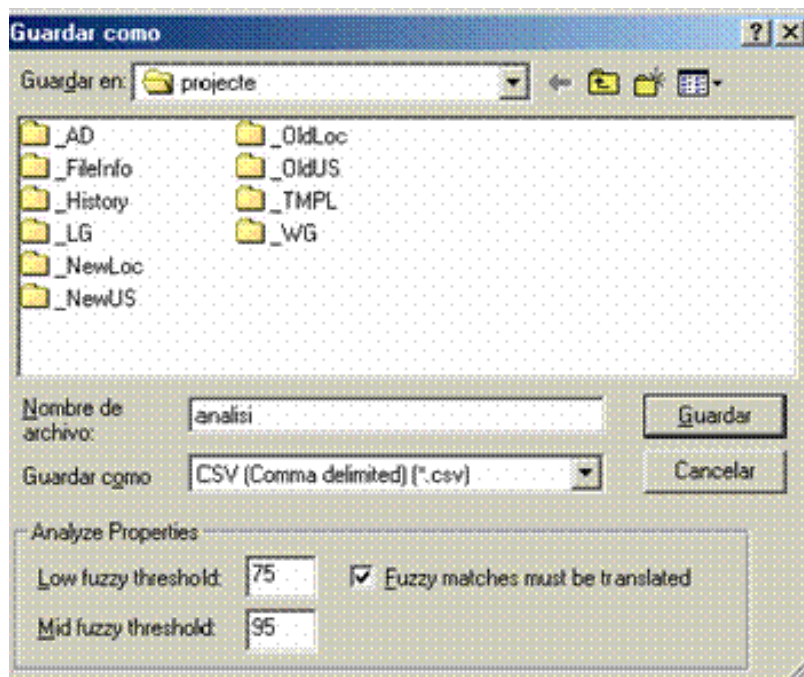 Guardar como
Guardar en: projecte
_AD
_FileInfo
_History
_LG
_NewLoc
_NewUS
_OldLoc
_OldUS
_TMPL
_WG
Nombre de
archivo:
analisi
Guardar
Guardar como
CSV (Comma delimited) (*.csv)
Cancelar
Analyze Properties
Low fuzzy threshold: 75
Fuzzy matches must be translated
Mid fuzzy threshold: 95